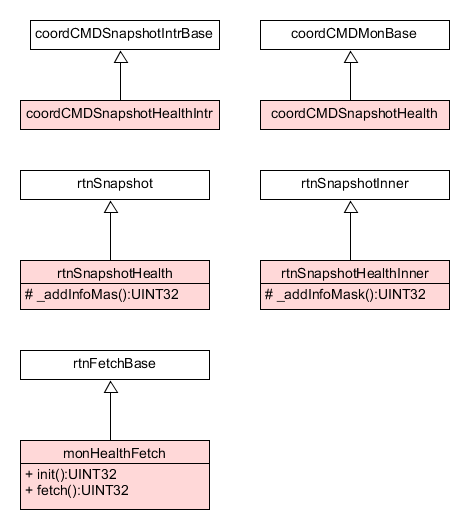 coordCMDSnapshotIntrBase
coordCMDMonBase
coordCMDSnapshotHealthIntr
coordCMDSnapshotHealth
rtnSnapshot
rtnSnapshotInner
rtnSnapshotHealth
# _addInfoMas():UINT32
rtnSnapshotHealthInner
# _addInfoMask():UINT32
rtnFetchBase
monHealthFetch
+ init():UINT32
+ fetch():UINT32